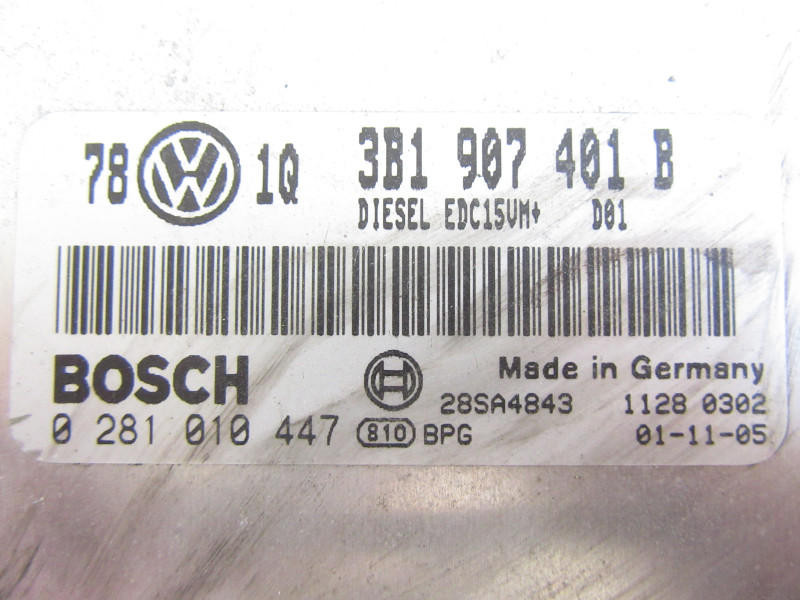 78 VW 1Q 3B1 907 401 B
DIESEL EDC15VM+ D01
BOSCH Made in Germany
28SA4843 1128 0302
0 281 010 447 810 BPG 01-11-05